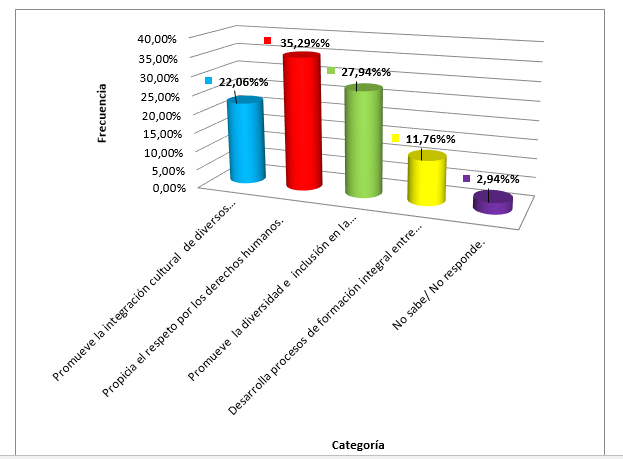 40,00%
35,00%
30,00%
25,00%
20,00%
15,00%
10,00%
5,00%
0,00%
Frecuencia
22,06%%
35,29%%
27,94%%
11,76%%
2,94%%
Promueve la integración cultural de diversos...
Propicia el respeto por los derechos humanos.
Promueve la diversidad e inclusión en la...
Desarrolla procesos de formación integral entre...
No sabe/ No responde.
Categoría